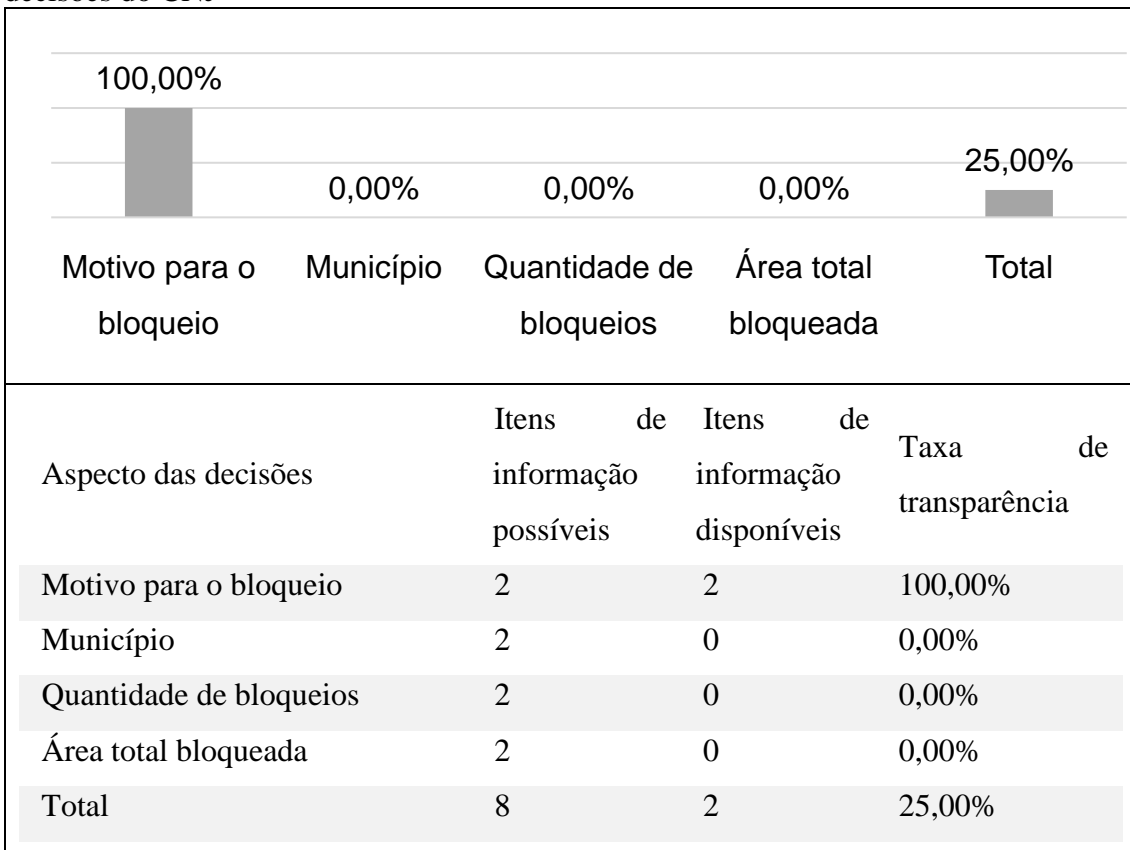 100,00%
0,00% 0,00% 0,00% 25,00%
Motivo para o Município Quantidade de Área total Total
bloqueio bloqueios bloqueada
Aspecto das decisões
Itens de informação possíveis
Itens de informação disponíveis
Taxa de transparência
Motivo para o bloqueio 2 2 100,00%
Município 2 0 0,00%
Quantidade de bloqueios 2 0 0,00%
Área total bloqueada 2 0 0,00%
Total 8 2 25,00%